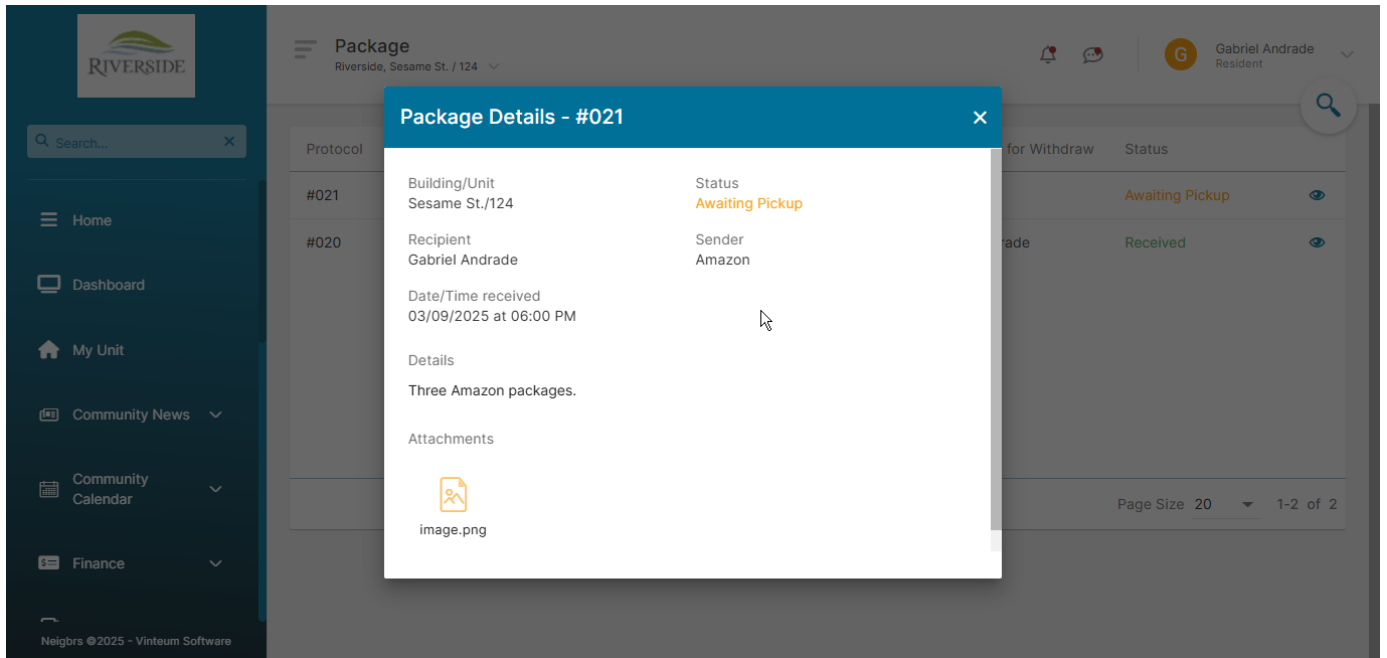 RIVERSIDE
Package
Riverside, Sesame St. / 124
G
Gabriel Andrade
Resident
Search...
Package Details - #021
Protocol
for Withdraw
Status
#021
Awaiting Pickup
#020
rade
Received
Building/Unit
Status
Sesame St./124
Awaiting Pickup
Recipient
Sender
Gabriel Andrade
Amazon
Date/Time received
03/09/2025 at 06:00 PM
Details
Three Amazon packages.
Attachments
image.png
Home
Dashboard
My Unit
Community News
Community
Calendar
Finance
Page Size 20
1-2 of 2
Neigbrs ©2025 - Vinteum Software